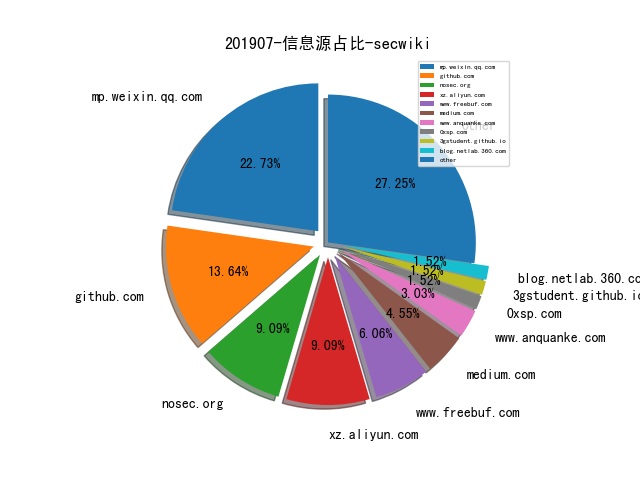 201907-信息源占比-secwiki
mp.weixin.qq.com
github.com
nosec.org
xz.aliyun.com
www.freebuf.com
medium.com
www.anquanke.com
0xsp.com
3gstudent.github.io
blog.netlab.360.com
other
other
mp.weixin.qq.com
22.73%
27.25%
github.com
13.64%
nosec.org
9.09%
xz.aliyun.com
9.09%
www.freebuf.com
6.06%
medium.com
4.55%
www.anquanke.com
3.03%
0xsp.com
1.52%
3gstudent.github.io
1.52%
blog.netlab.360.co
1.52%